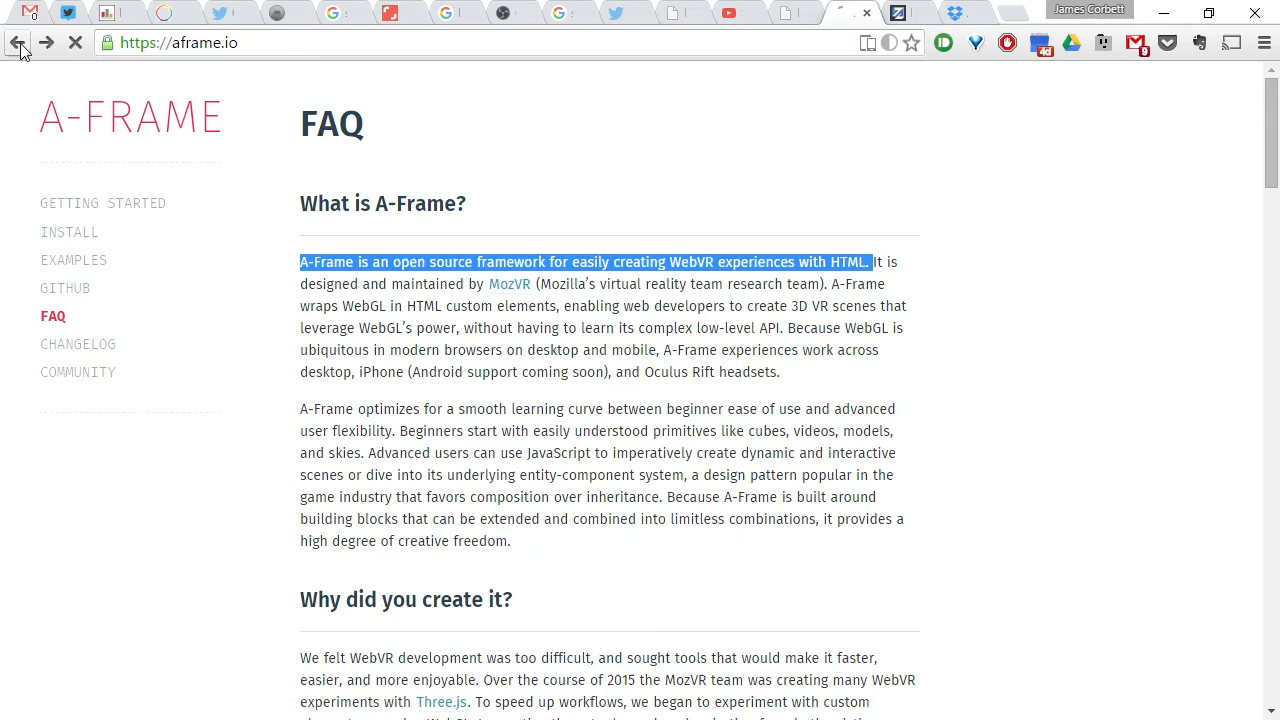 James Corbett
https://aframe.io
4d
9
A-FRAME
GETTING STARTED
INSTALL
EXAMPLES
GITHUB
FAQ
CHANGELOG
COMMUNITY
FAQ
What is A-Frame?
A-Frame is an open source framework for easily creating WebVR experiences with HTML. It is
designed and maintained by MozVR (Mozilla’s virtual reality team research team). A-Frame
wraps WebGL in HTML custom elements, enabling web developers to create 3D VR scenes that
leverage WebGL’s power, without having to learn its complex low-level API. Because WebGL is
ubiquitous in modern browsers on desktop and mobile, A-Frame experiences work across
desktop, iPhone (Android support coming soon), and Oculus Rift headsets.
A-Frame optimizes for a smooth learning curve between beginner ease of use and advanced
user flexibility. Beginners start with easily understood primitives like cubes, videos, models,
and skies. Advanced users can use JavaScript to imperatively create dynamic and interactive
scenes or dive into its underlying entity-component system, a design pattern popular in the
game industry that favors composition over inheritance. Because A-Frame is built around
building blocks that can be extended and combined into limitless combinations, it provides a
high degree of creative freedom.
Why did you create it?
We felt WebVR development was too difficult, and sought tools that would make it faster,
easier, and more enjoyable. Over the course of 2015 the MozVR team was creating many WebVR
experiments with Three.js. To speed up workflows, we began to experiment with custom